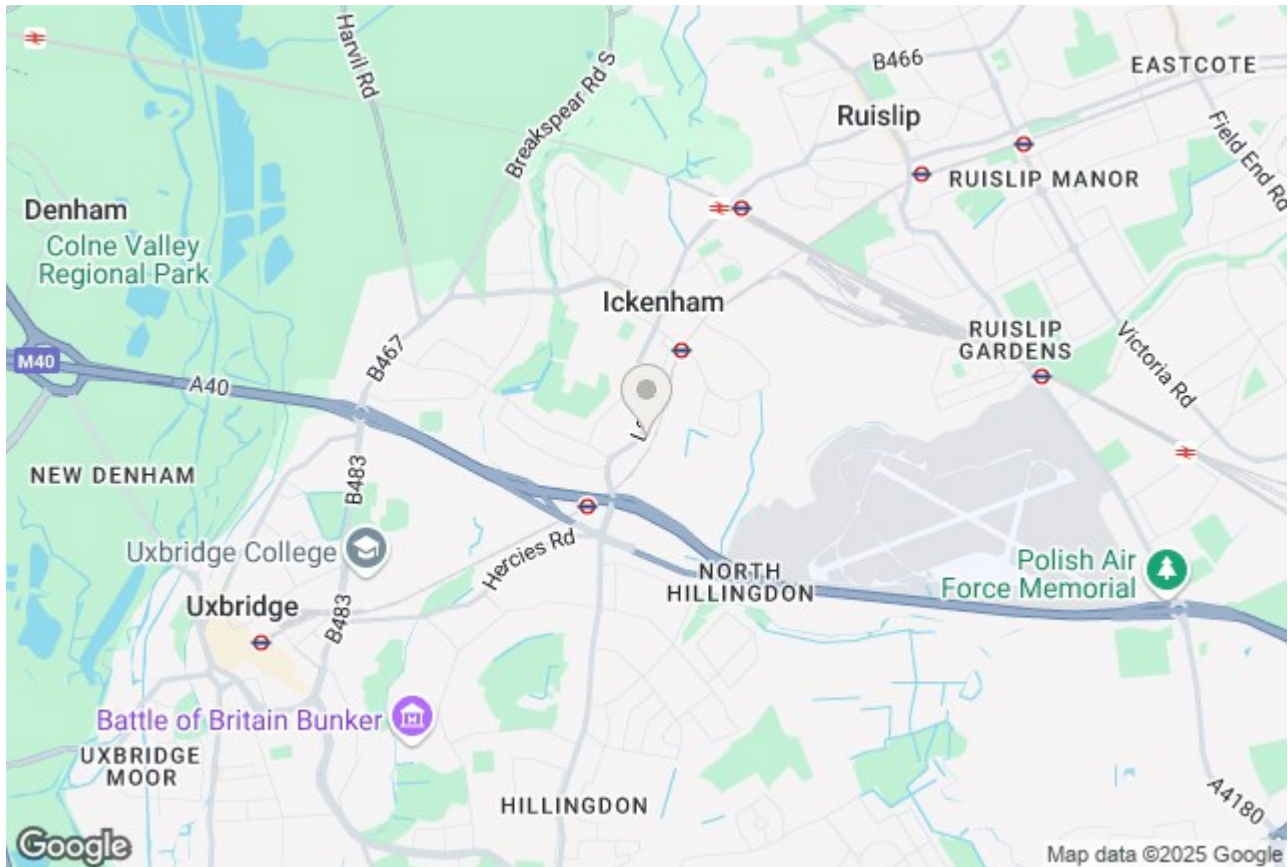 Harvil Rd
Breakspear Rd S
B466
EASTCOTE
Ruislip
Field End Rd
RUISLIP MANOR
Denham
Colne Valley
Regional Park
Ickenham
RUISLIP
GARDENS
Victoria Rd
M40
A40
B467
NEW DENHAM
B483
Uxbridge College
Hercies Rd
NORTH
HILLINGDON
Polish Air
Force Memorial
Uxbridge
B483
Battle of Britain Bunker
UXBRIDGE
MOOR
HILLINGDON
A4180
Google
Map data ©2025 Google